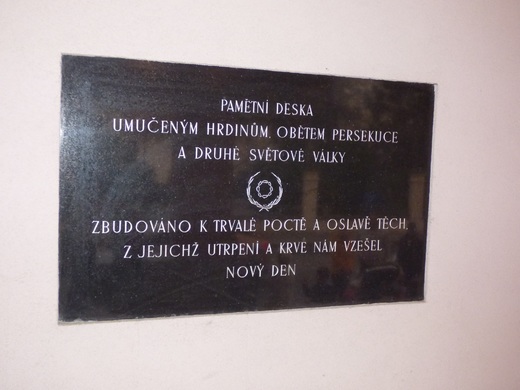 PAMĚTNÍ DESKA
UMUČENÝM HRDINŮM, OBĚTEM PERSEKUCE
A DRUHÉ SVĚTOVÉ VÁLKY
ZBUDOVÁNO K TRVALÉ POCTĚ A OSLAVĚ TĚCH,
Z JEJICHŽ UTRPENÍ A KRVE NÁM VZEŠEL
NOVÝ DEN